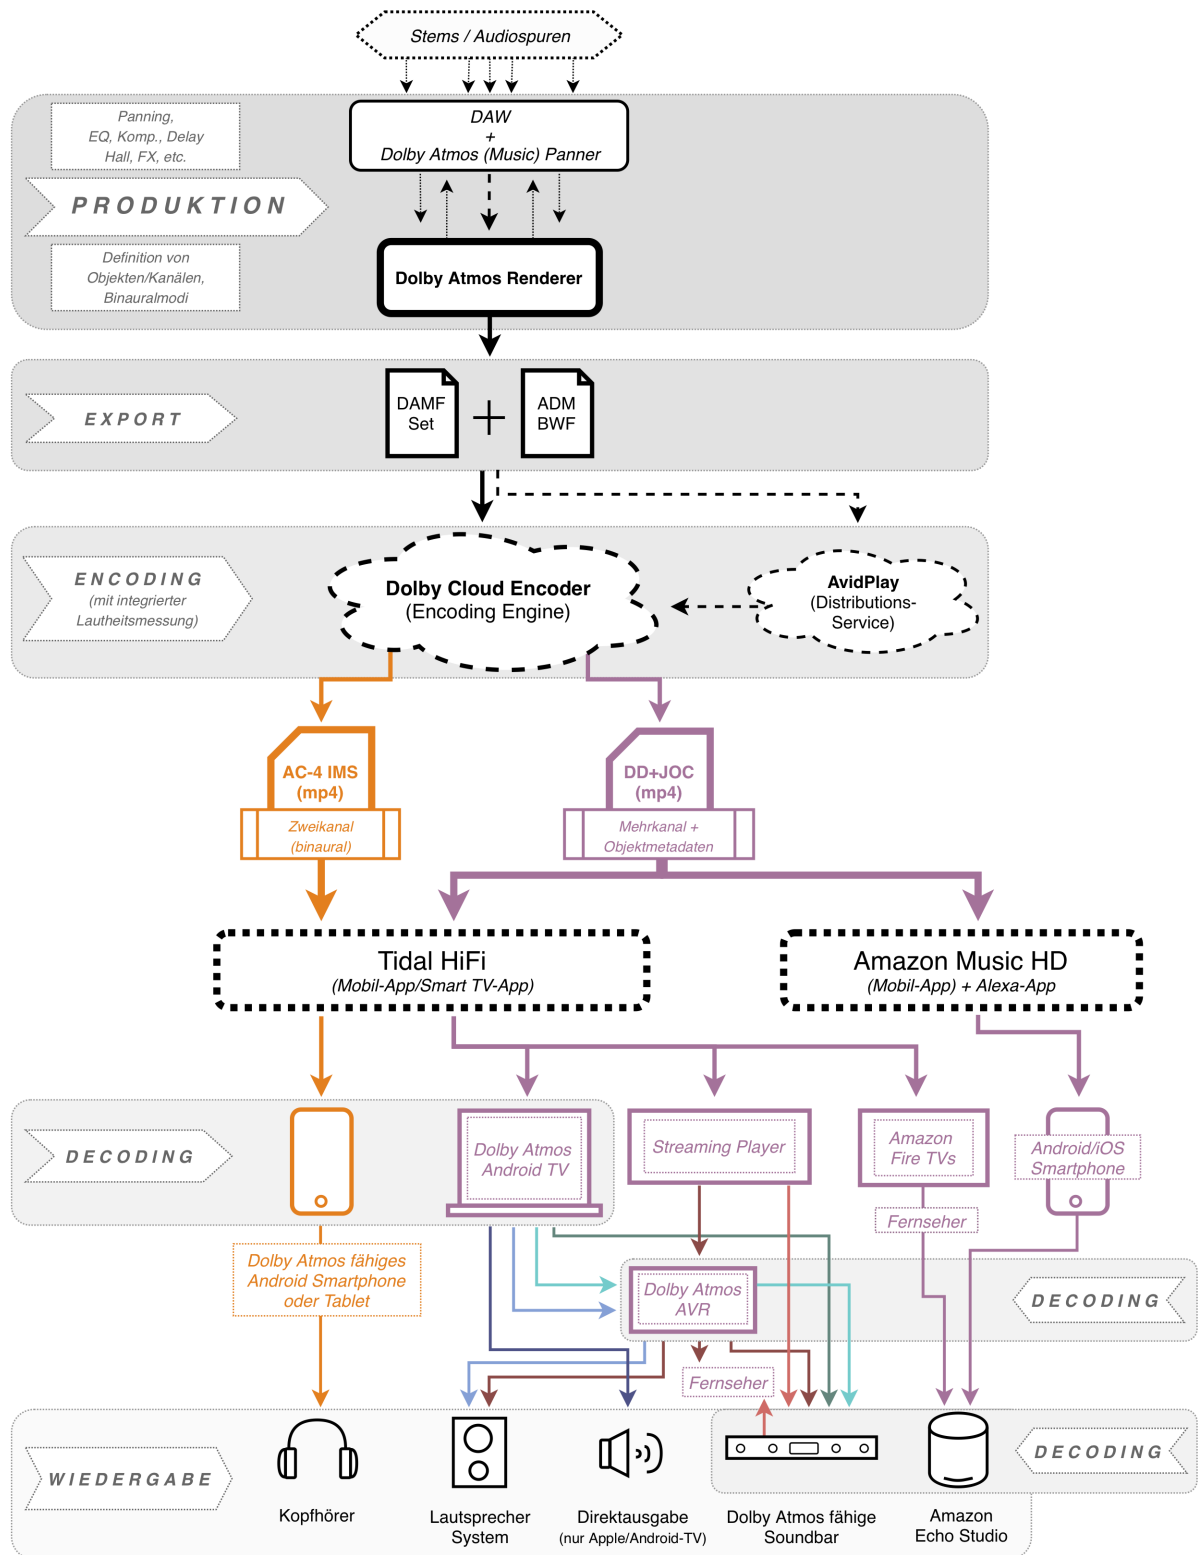 Stems / Audiospuren
Panning,
EQ, Komp., Delay
Hall, FX, etc.
DAW
+
Dolby Atmos (Music) Panner
PRODUKTION
Definition von
Objekten/Kanälen,
Binauralmodi
Dolby Atmos Renderer
EXPORT
DAMF
Set
ADM
BWF
ENCODING
(mit integrierter
Lautheitsmessung)
Dolby Cloud Encoder
(Encoding Engine)
AvidPlay
(Distributions-
Service)
AC-4 IMS
(mp4)
Zweikanal
(binaural)
DD+JOC
(mp4)
Mehrkanal +
Objektmetadaten
Tidal HiFi
(Mobil-App/Smart TV-App)
Amazon Music HD
(Mobil-App) + Alexa-App
DECODING
Dolby Atmos
Android TV
Streaming Player
Amazon
Fire TVs
Android/iOS
Smartphone
Fernseher
Dolby Atmos fähiges
Android Smartphone
oder Tablet
Dolby Atmos
AVR
DECODING
Fernseher
WIEDERGABE
DECODING
Kopfhörer
Lautsprecher
System
Direktausgabe
(nur Apple/Android-TV)
Dolby Atmos fähige
Soundbar
Amazon
Echo Studio